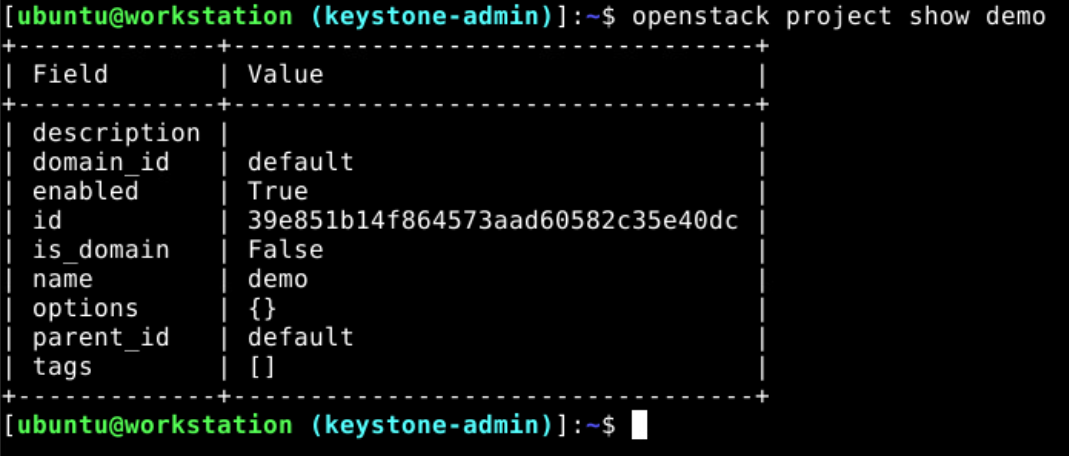 [ubuntu@workstation (keystone-admin)]:~$ openstack project show demo
+-------------+----------------------------------+
| Field       | Value                            |
+-------------+----------------------------------+
| description |                                  |
| domain_id   | default                          |
| enabled     | True                             |
| id          | 39e851b14f864573aad60582c35e40dc |
| is_domain   | False                            |
| name        | demo                             |
| options     | {}                               |
| parent_id   | default                          |
| tags        | []                               |
+-------------+----------------------------------+
[ubuntu@workstation (keystone-admin)]:~$